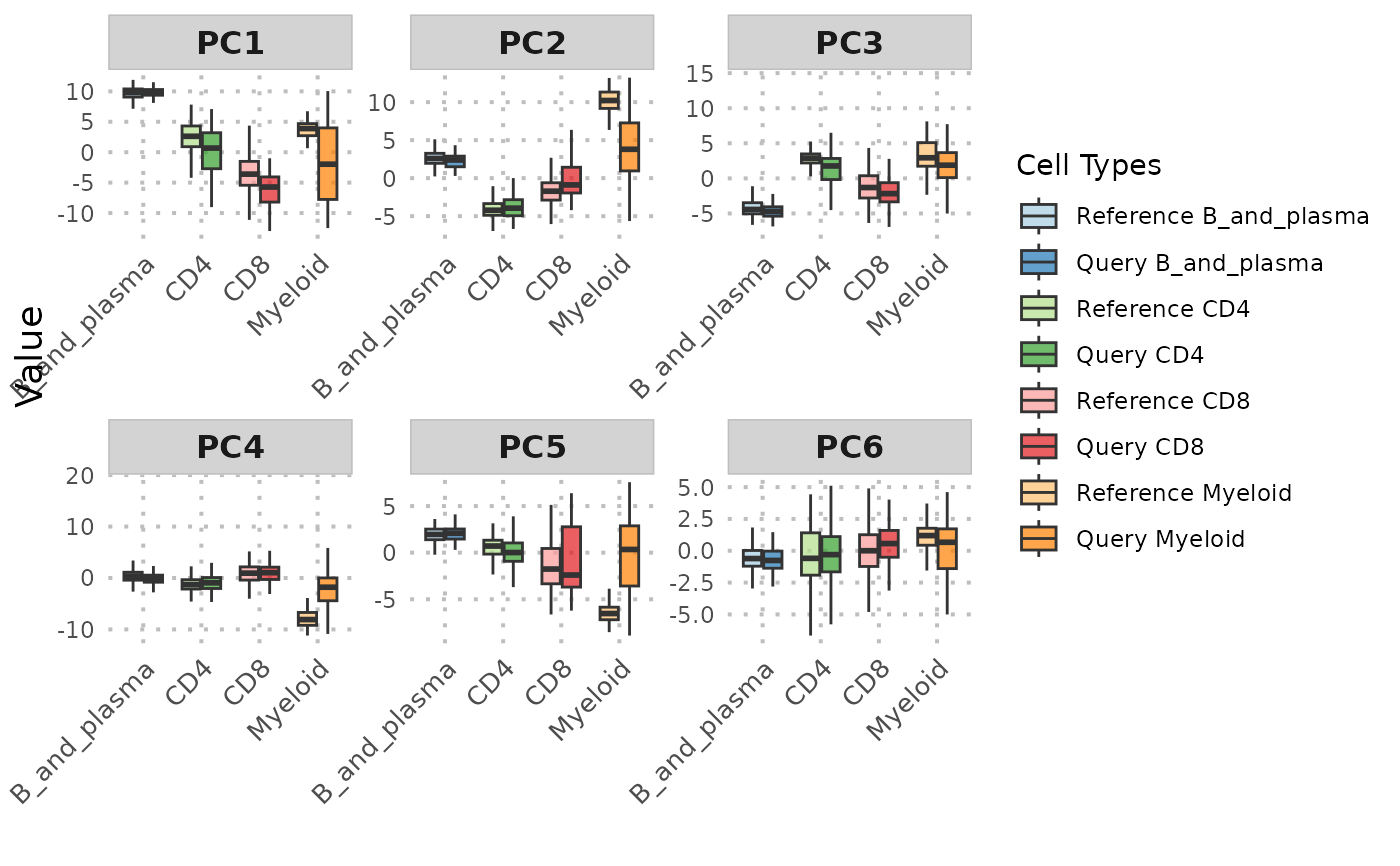 PC1 PC2 PC3
10
5
0
-5
-10
10
5
0
-5
15
10
5
0
-5
B_and_plasma CD4 CD8 Myeloid
B_and_plasma CD4 CD8 Myeloid
B_and_plasma CD4 CD8 Myeloid
Value
PC4 PC5 PC6
20
10
0
-10
5
0
-5
5.0
2.5
0.0
-2.5
-5.0
B_and_plasma CD4 CD8 Myeloid
B_and_plasma CD4 CD8 Myeloid
B_and_plasma CD4 CD8 Myeloid
Cell Types
Reference B_and_plasma
Query B_and_plasma
Reference CD4
Query CD4
Reference CD8
Query CD8
Reference Myeloid
Query Myeloid